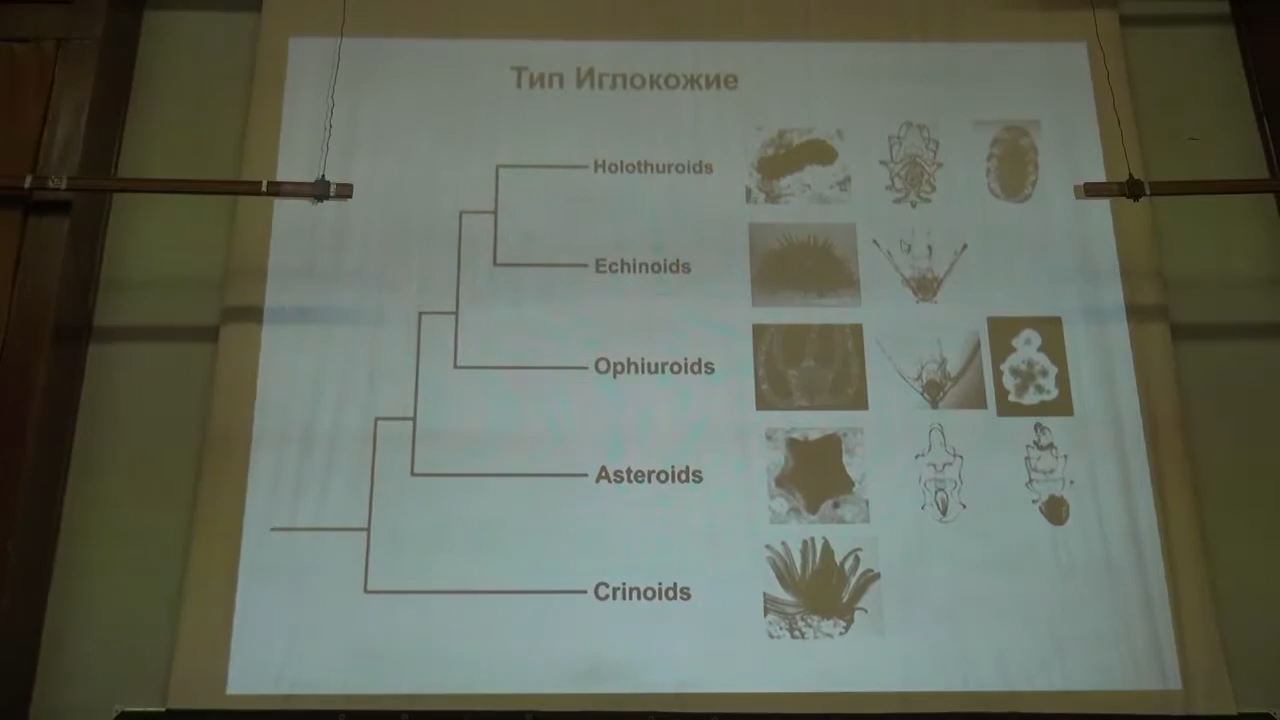 Тип Иглокожие
Holothuroids
Echinoids
Ophiuroids
Asteroids
Crinoids